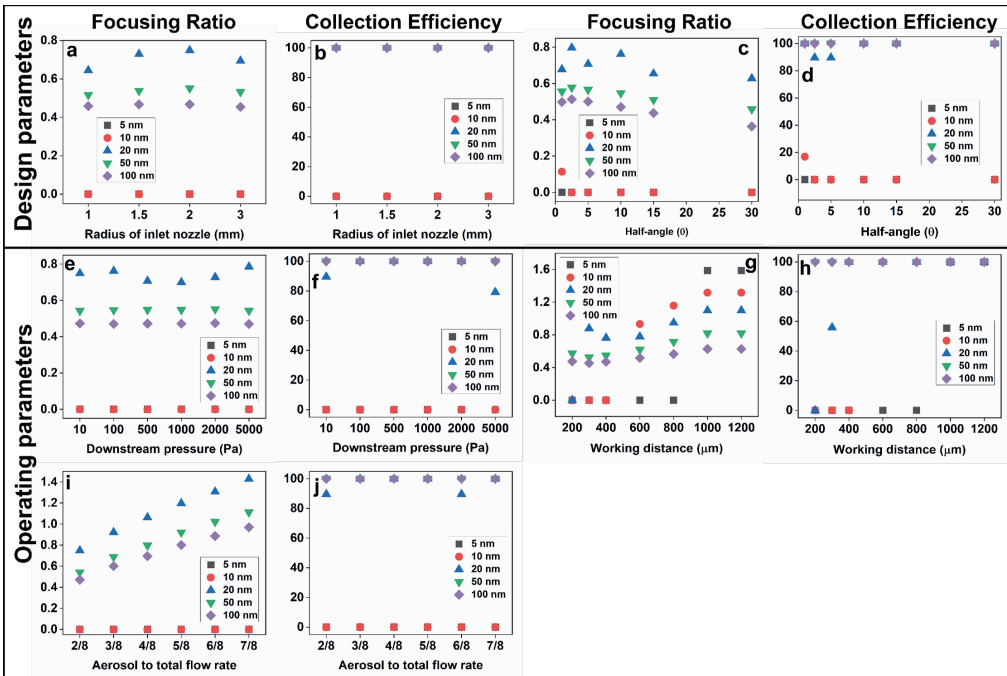 Focusing Ratio
Collection Efficiency
Focusing Ratio
Collection Efficiency
Design parameters
a
0.8
0.6
0.4
0.2
0.0
5 nm
10 nm
20 nm
50 nm
100 nm
1 1.5 2 3
Radius of inlet nozzle (mm)
b
100
80
60
40
20
0
5 nm
10 nm
20 nm
50 nm
100 nm
1 1.5 2 3
Radius of inlet nozzle (mm)
c
0.8
0.6
0.4
0.2
0.0
5 nm
10 nm
20 nm
50 nm
100 nm
0 5 10 15 20 25 30
Half-angle (θ)
d
100
80
60
40
20
0
5 nm
10 nm
20 nm
50 nm
100 nm
0 5 10 15 20 25 30
Half-angle (θ)
Operating parameters
e
0.8
0.6
0.4
0.2
0.0
5 nm
10 nm
20 nm
50 nm
100 nm
10 100 500 1000 2000 5000
Downstream pressure (Pa)
f
100
80
60
40
20
0
5 nm
10 nm
20 nm
50 nm
100 nm
10 100 500 1000 2000 5000
Downstream pressure (Pa)
g
1.6
1.2
0.8
0.4
0.0
5 nm
10 nm
20 nm
50 nm
100 nm
200 400 600 800 1000 1200
Working distance (μm)
h
100
80
60
40
20
0
5 nm
10 nm
20 nm
50 nm
100 nm
200 400 600 800 1000 1200
Working distance (μm)
i
1.4
1.2
1.0
0.8
0.6
0.4
0.2
0.0
5 nm
10 nm
20 nm
50 nm
100 nm
2/8 3/8 4/8 5/8 6/8 7/8
Aerosol to total flow rate
j
100
80
60
40
20
0
5 nm
10 nm
20 nm
50 nm
100 nm
2/8 3/8 4/8 5/8 6/8 7/8
Aerosol to total flow rate